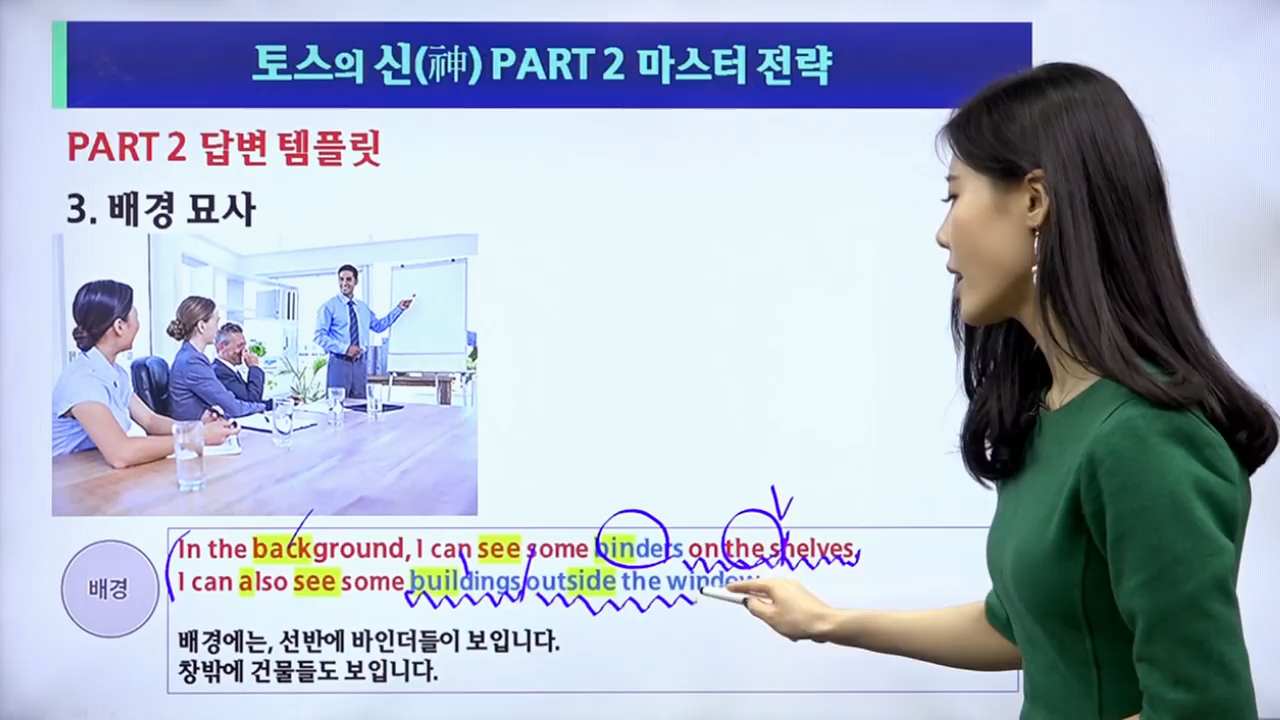 토스의 신(神) PART 2 마스터 전략
PART 2 답변 템플릿
3. 배경 묘사
배경
In the background, I can see some binders on the shelves,
I can also see some buildings outside the window
배경에는, 선반에 바인더들이 보입니다.
창밖에 건물들도 보입니다.